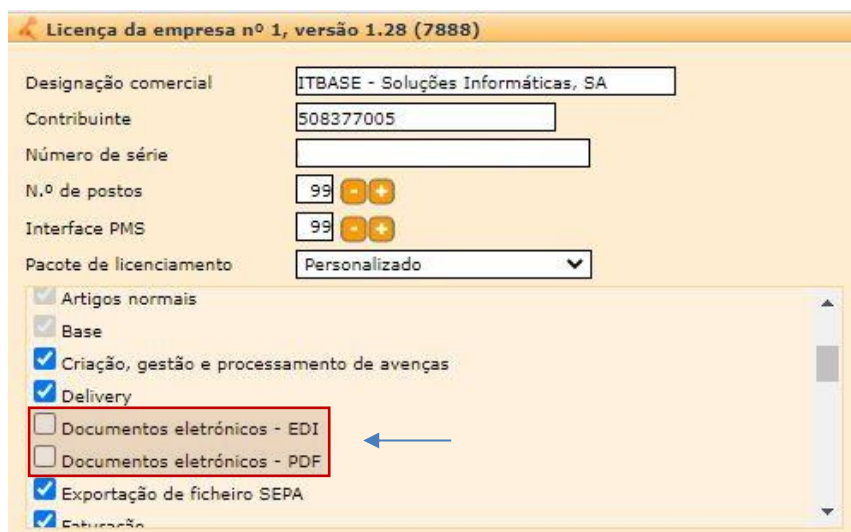 Licença da empresa nº 1, versão 1.28 (7888)
Designação comercial ITBASE - Soluções Informáticas, SA
Contribuinte 508377005
Número de série
N.º de postos 99 - +
Interface PMS 99 - +
Pacote de licenciamento Personalizado
Artigos normais
Base
Criação, gestão e processamento de avenças
Delivery
Documentos eletrónicos - EDI
Documentos eletrónicos - PDF
Exportação de ficheiro SEPA
Faturação